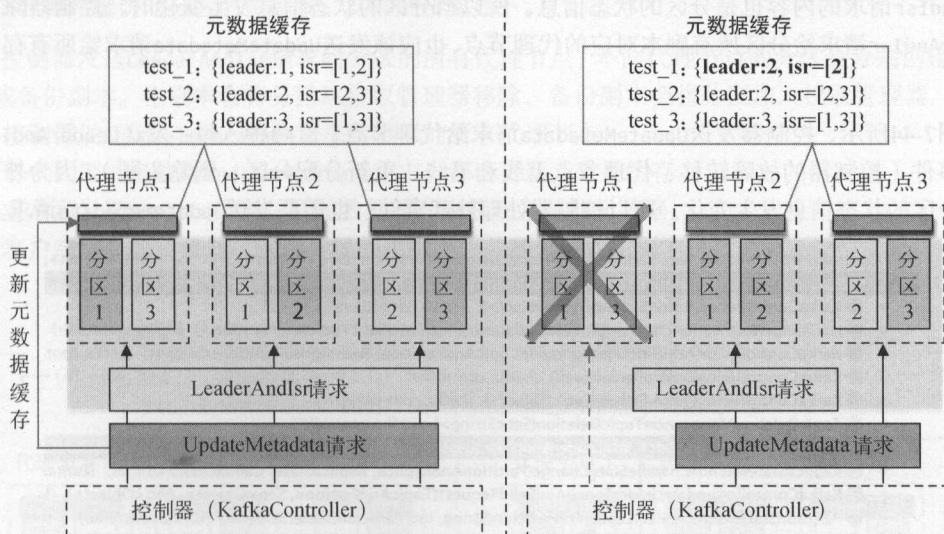 元数据缓存
test_1: {leader:1, isr=[1,2]}
test_2: {leader:2, isr=[2,3]}
test_3: {leader:3, isr=[1,3]}
代理节点1
代理节点2
代理节点3
分区1
分区3
分区1
分区2
分区2
分区3
更新元数据缓存
LeaderAndIsr请求
UpdateMetadata请求
控制器（KafkaController）
元数据缓存
test_1: {leader:2, isr=[2]}
test_2: {leader:2, isr=[2,3]}
test_3: {leader:3, isr=[1,3]}
代理节点1
代理节点2
代理节点3
分区1
分区3
分区1
分区2
分区2
分区3
LeaderAndIsr请求
UpdateMetadata请求
控制器（KafkaController）